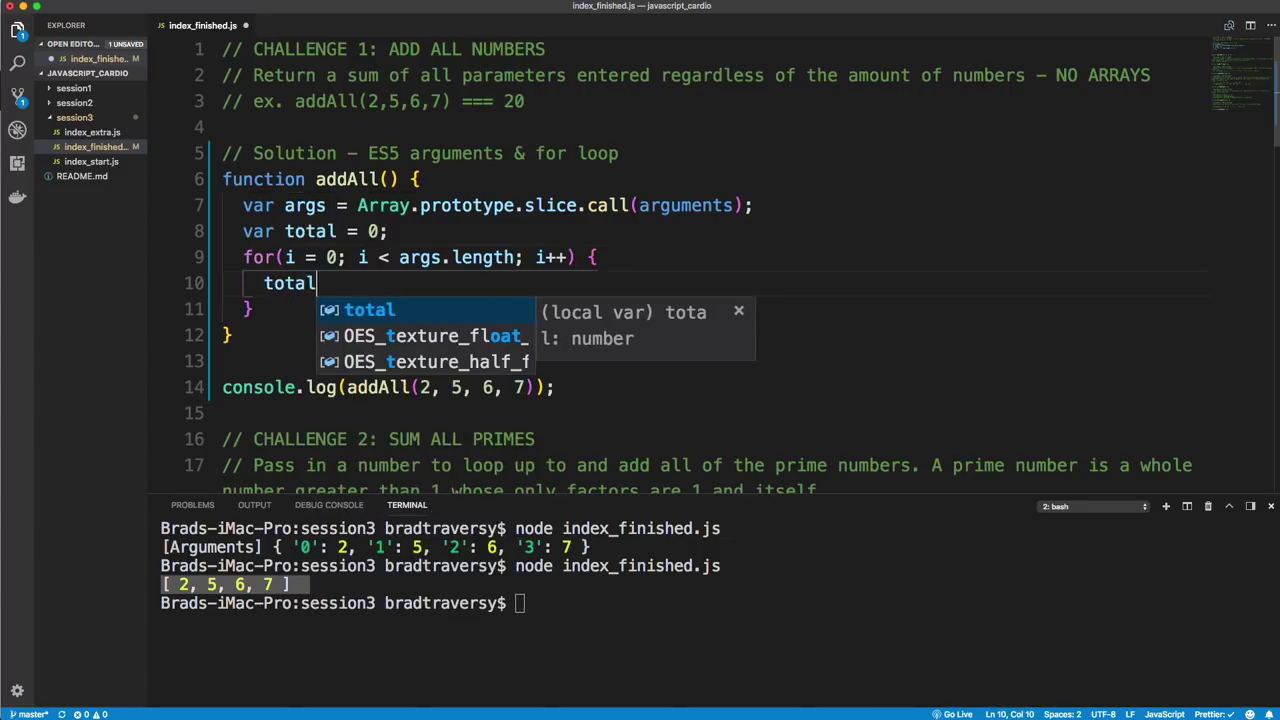 index_finished.js — javascript_cardio
EXPLORER
index_finished.js
OPEN EDITO... 1 UNSAVED
index_finishe... M
JAVASCRIPT_CARDIO
session1
session2
session3
index_extra.js
index_finished... M
index_start.js
README.md
1
1
1 // CHALLENGE 1: ADD ALL NUMBERS
2 // Return a sum of all parameters entered regardless of the amount of numbers – NO ARRAYS
3 // ex. addAll(2,5,6,7) === 20
4
5 // Solution – ES5 arguments & for loop
6 function addAll() {
7 var args = Array.prototype.slice.call(arguments);
8 var total = 0;
9 for(i = 0; i < args.length; i++) {
10 total
11 }
12 }
13
14 console.log(addAll(2, 5, 6, 7));
15
16 // CHALLENGE 2: SUM ALL PRIMES
17 // Pass in a number to loop up to and add all of the prime numbers. A prime number is a whole
number greater than 1 whose only factors are 1 and itself
total
OES_texture_float_
OES_texture_half_f
(local var) tota
l: number
PROBLEMS OUTPUT DEBUG CONSOLE TERMINAL 2: bash
Brads-iMac-Pro:session3 bradtraversy$ node index_finished.js
[Arguments] { '0': 2, '1': 5, '2': 6, '3': 7 }
Brads-iMac-Pro:session3 bradtraversy$ node index_finished.js
[ 2, 5, 6, 7 ]
Brads-iMac-Pro:session3 bradtraversy$
master* 0 0 Go Live Ln 10, Col 10 Spaces: 2 UTF-8 LF JavaScript Prettier: ✓